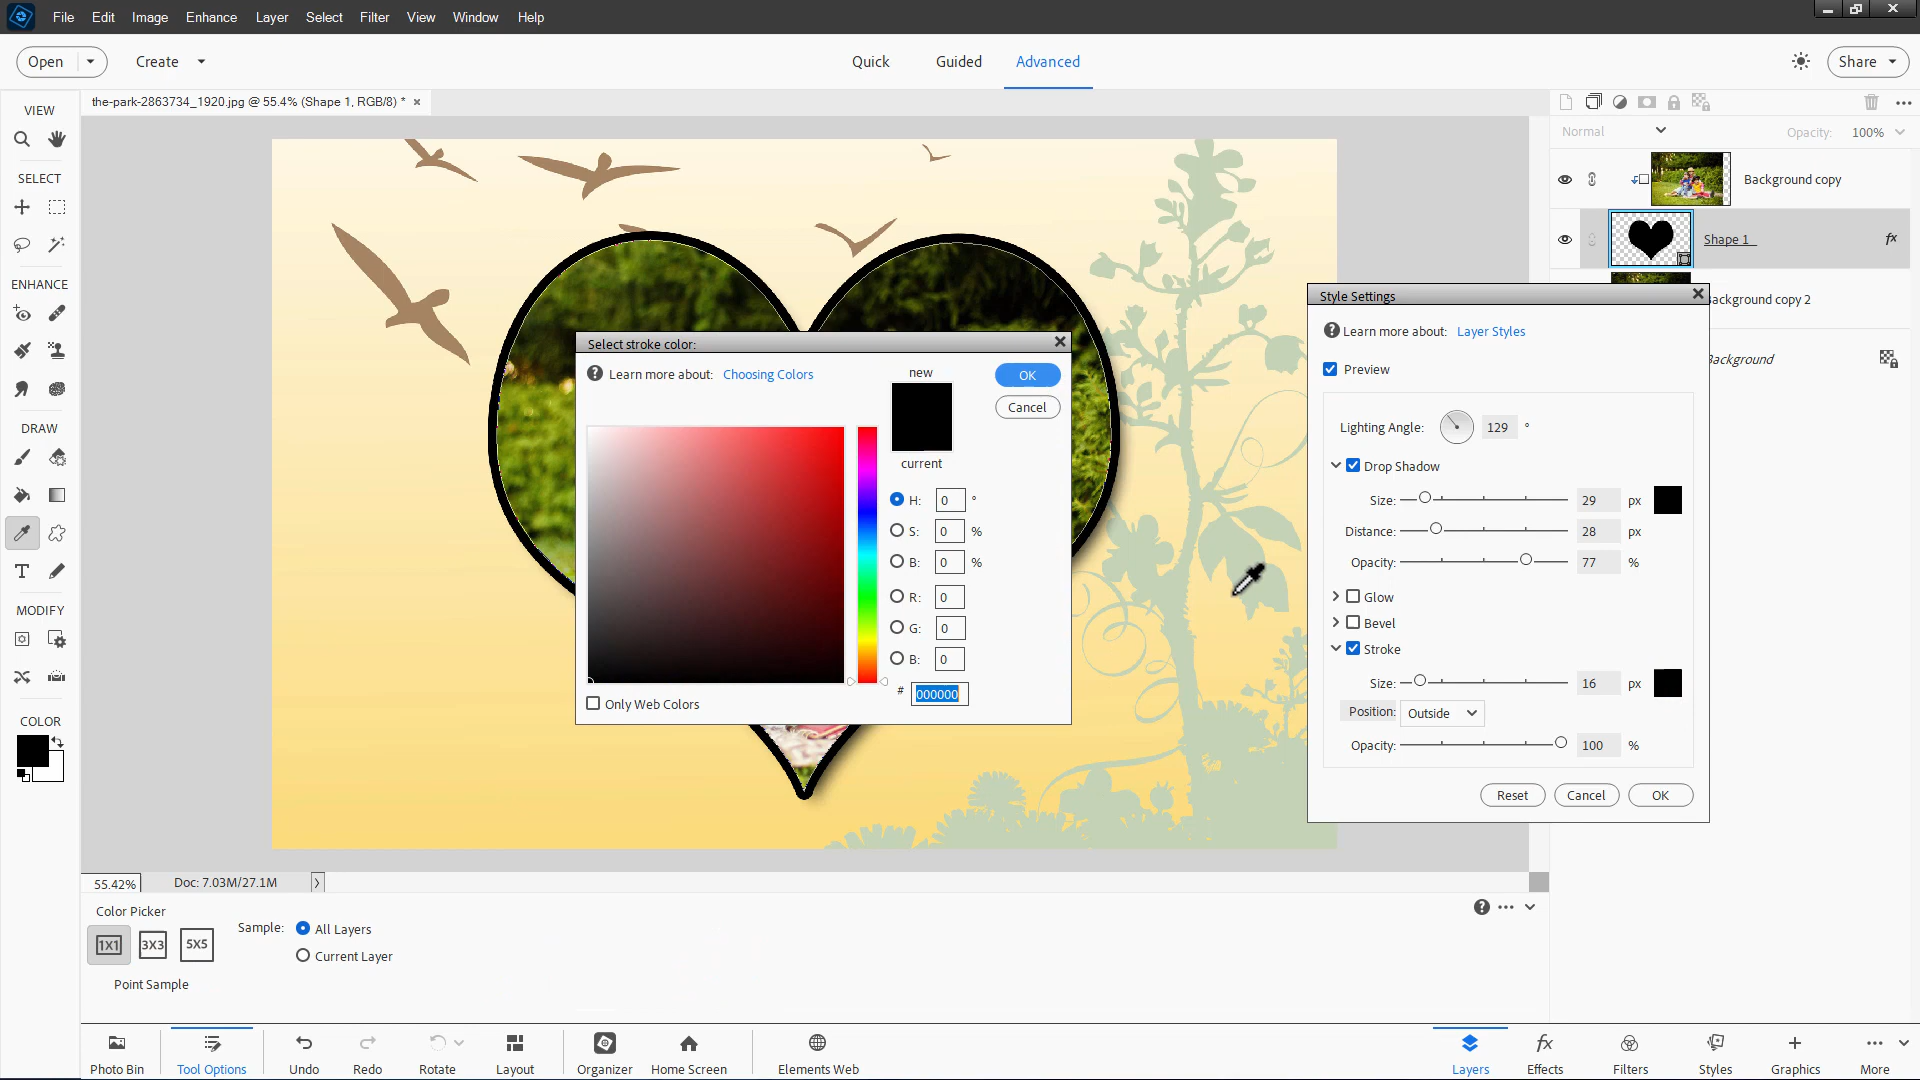 File Edit Image Enhance Layer Select Filter View Window Help
Open Create Quick Guided Advanced Share
the-park-2863734_1920.jpg @ 55.4% (Shape 1, RGB/8) *
VIEW
SELECT
ENHANCE
DRAW
MODIFY
COLOR
Normal Opacity: 100%
Background copy
Shape 1 fx
Background copy 2
Background
Select stroke color:
Learn more about: Choosing Colors
new
current
OK
Cancel
H: 0 °
S: 0 %
B: 0 %
R: 0
G: 0
B: 0
# 000000
Only Web Colors
Style Settings
Learn more about: Layer Styles
Preview
Lighting Angle: 129 °
Drop Shadow
Size: 29 px
Distance: 28 px
Opacity: 77 %
Glow
Bevel
Stroke
Size: 16 px
Position: Outside
Opacity: 100 %
Reset Cancel OK
55.42% Doc: 7.03M/27.1M
Color Picker
1X1 3X3 5X5
Point Sample
Sample: All Layers
Current Layer
Photo Bin Tool Options Undo Redo Rotate Layout Organizer Home Screen Elements Web Layers Effects Filters Styles Graphics More